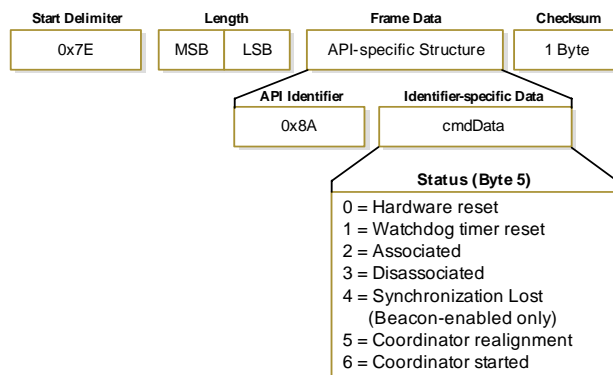 Start Delimiter Length Frame Data Checksum
0x7E MSB LSB API-specific Structure 1 Byte
API Identifier Identifier-specific Data
0x8A cmdData
Status (Byte 5)
0 = Hardware reset
1 = Watchdog timer reset
2 = Associated
3 = Disassociated
4 = Synchronization Lost
(Beacon-enabled only)
5 = Coordinator realignment
6 = Coordinator started